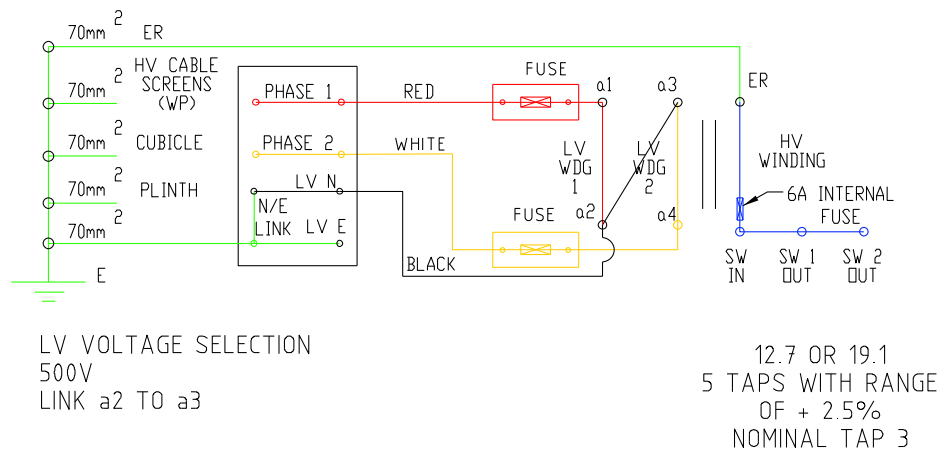 70mm 2 ER
70mm 2 HV CABLE
SCREENS
(WP)
70mm 2 CUBICLE
70mm 2 PLINTH
70mm 2
E
PHASE 1
PHASE 2
LV N
N/E
LINK LV E
RED
WHITE
BLACK
FUSE
FUSE
a1
a3
LV
WDG
1
LV
WDG
2
a2
a4
ER
HV
WINDING
6A INTERNAL
FUSE
SW
IN
SW 1
OUT
SW 2
OUT
LV VOLTAGE SELECTION
500V
LINK a2 TO a3
12.7 OR 19.1
5 TAPS WITH RANGE
OF + 2.5%
NOMINAL TAP 3